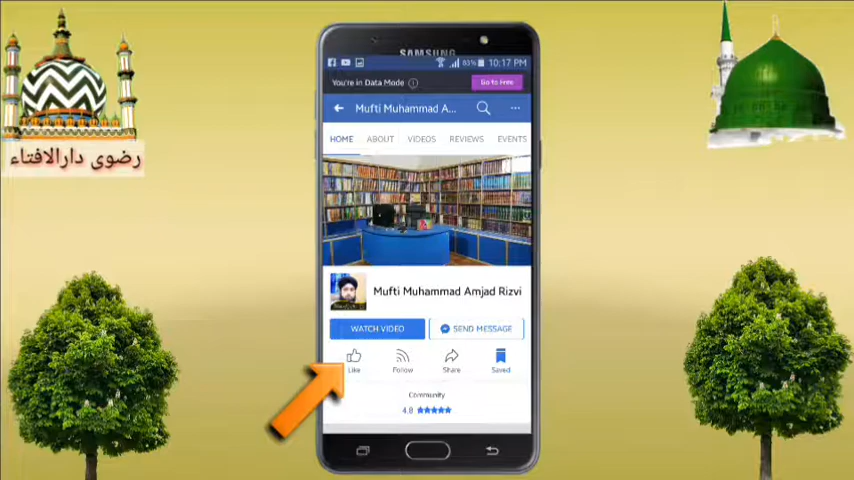 SAMSUNG
83% 10:17 PM
You're in Data Mode
Go to Free
Mufti Muhammad A...
HOME ABOUT VIDEOS REVIEWS EVENTS
رضوی دارالافتاء
Mufti Muhammad Amjad Rizvi
WATCH VIDEO
SEND MESSAGE
Like Follow Share Saved
Community
4.8